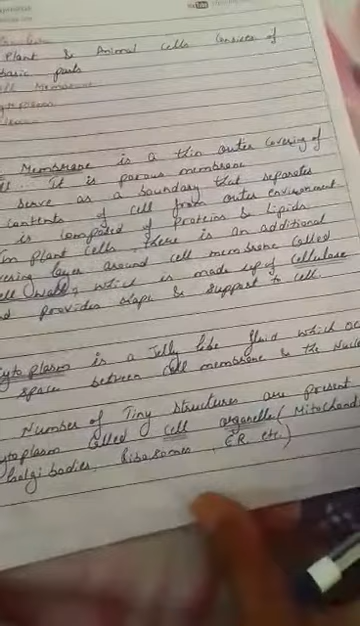 Plant & Animal cells consist of
basic parts
Cell Membrane
Cytoplasm
Membrane is a thin outer covering of
It is porous membrane
Serve as a boundary that separates
contents of cell from outer environment
is composed of Proteins & lipids.
In plant cells, there is an additional
layer around cell membrane called
cell wall, which is made up of cellulose
provides shape & support to cell.
Cytoplasm is a Jelly like fluid which
space between cell membrane & the
Number of Tiny Structures are present
called cell organelle (
Golgi bodies, Ribosomes, ER etc)